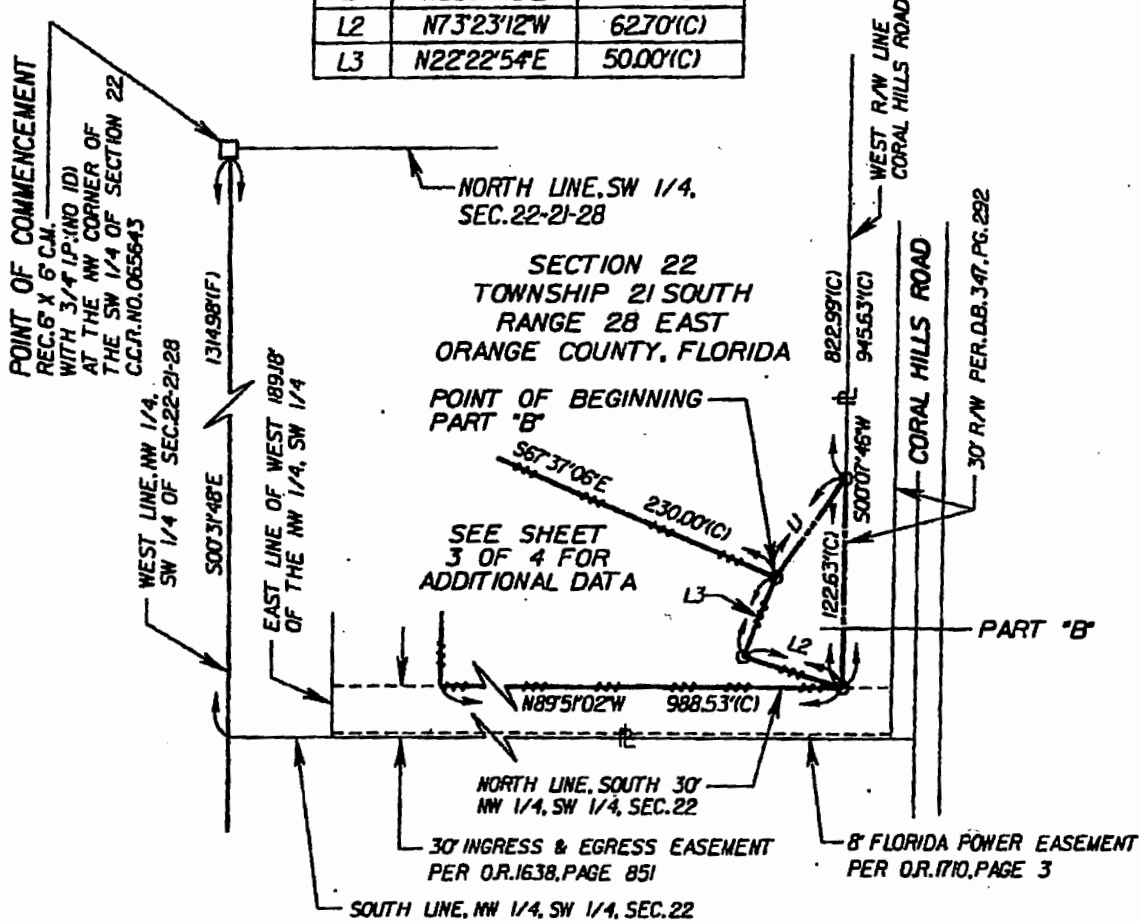 L2 N73°23'12"W 62.70'(C)
L3 N22°22'54"E 50.00'(C)
POINT OF COMMENCEMENT
REC.6" X 6" C.M.
WITH 3/4" I.P.(NO ID)
AT THE NW CORNER OF
THE SW 1/4 OF SECTION 22
C.C.R.NO.065643
NORTH LINE, SW 1/4,
SEC.22-21-28
WEST R/W LINE
CORAL HILLS ROAD
SECTION 22
TOWNSHIP 21 SOUTH
RANGE 28 EAST
ORANGE COUNTY, FLORIDA
1314.98'(F)
S00°31'48"E
WEST LINE, NW 1/4,
SW 1/4 OF SEC.22-21-28
EAST LINE OF WEST 189.18'
OF THE NW 1/4, SW 1/4
822.99'(C)
945.63'(C)
CORAL HILLS ROAD
30' R/W PER.D.B.347,PG.292
POINT OF BEGINNING
PART "B"
S67°37'06"E
230.00'(C)
S00°07'46"W
122.63'(C)
L1
SEE SHEET
3 OF 4 FOR
ADDITIONAL DATA
L3
L2
PART "B"
N89°51'02"W 988.53'(C)
NORTH LINE, SOUTH 30'
NW 1/4, SW 1/4, SEC.22
30' INGRESS & EGRESS EASEMENT
PER O.R.1638,PAGE 851
8' FLORIDA POWER EASEMENT
PER O.R.1710,PAGE 3
SOUTH LINE, NW 1/4, SW 1/4, SEC.22